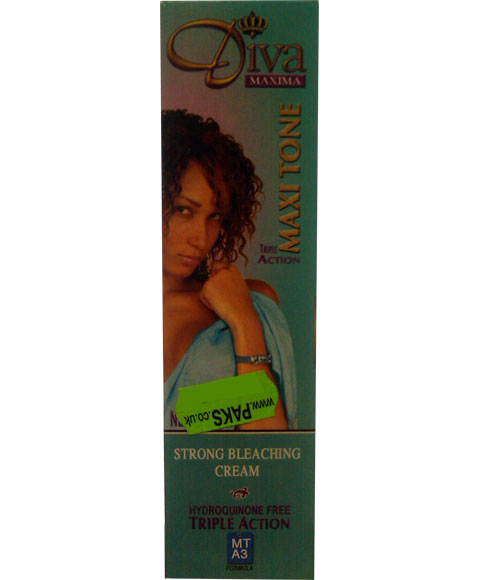 Diva
MAXIMA
MAXI TONE
TRIPLE
ACTION
www.PAKS.co.uk
STRONG BLEACHING
CREAM
HYDROQUINONE FREE
TRIPLE ACTION
MT
A3
FORMULA